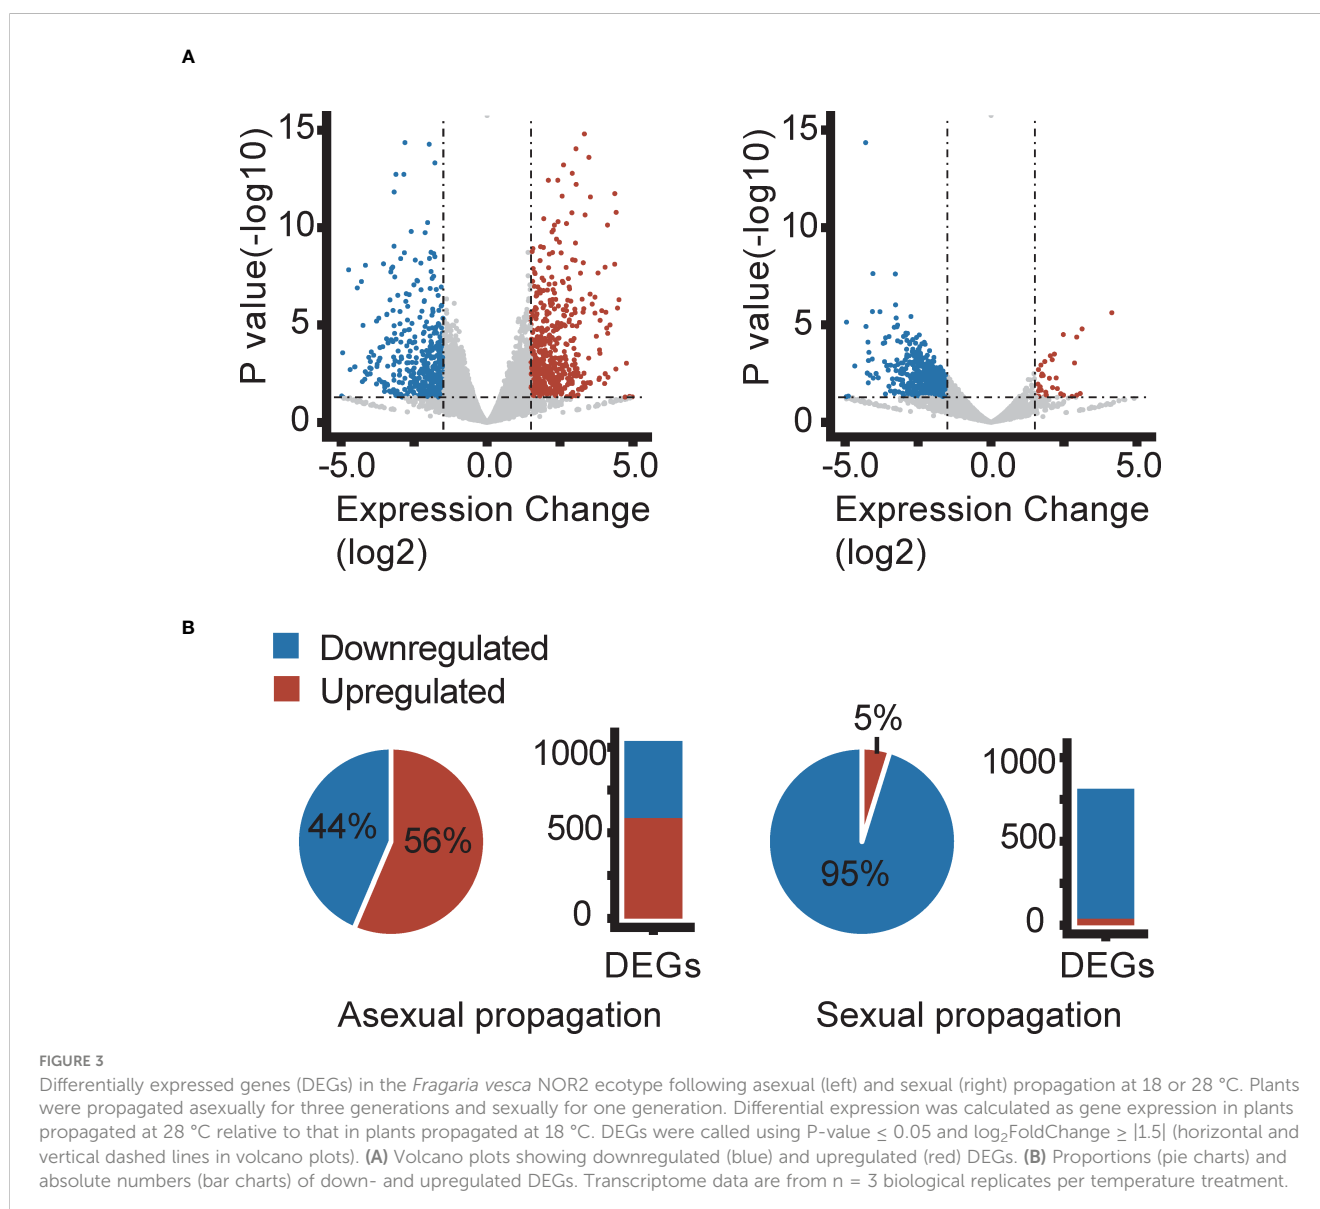 A
P value(-log10)
15
10
5
0
-5.0 0.0 5.0
Expression Change
(log2)
P value(-log10)
15
10
5
0
-5.0 0.0 5.0
Expression Change
(log2)
B
Downregulated
Upregulated
44%
56%
1000
500
0
DEGs
Asexual propagation
5%
95%
1000
500
0
DEGs
Sexual propagation
FIGURE 3
Differentially expressed genes (DEGs) in the Fragaria vesca NOR2 ecotype following asexual (left) and sexual (right) propagation at 18 or 28 °C. Plants
were propagated asexually for three generations and sexually for one generation. Differential expression was calculated as gene expression in plants
propagated at 28 °C relative to that in plants propagated at 18 °C. DEGs were called using P-value ≤ 0.05 and log₂FoldChange ≥ |1.5| (horizontal and
vertical dashed lines in volcano plots). (A) Volcano plots showing downregulated (blue) and upregulated (red) DEGs. (B) Proportions (pie charts) and
absolute numbers (bar charts) of down- and upregulated DEGs. Transcriptome data are from n = 3 biological replicates per temperature treatment.